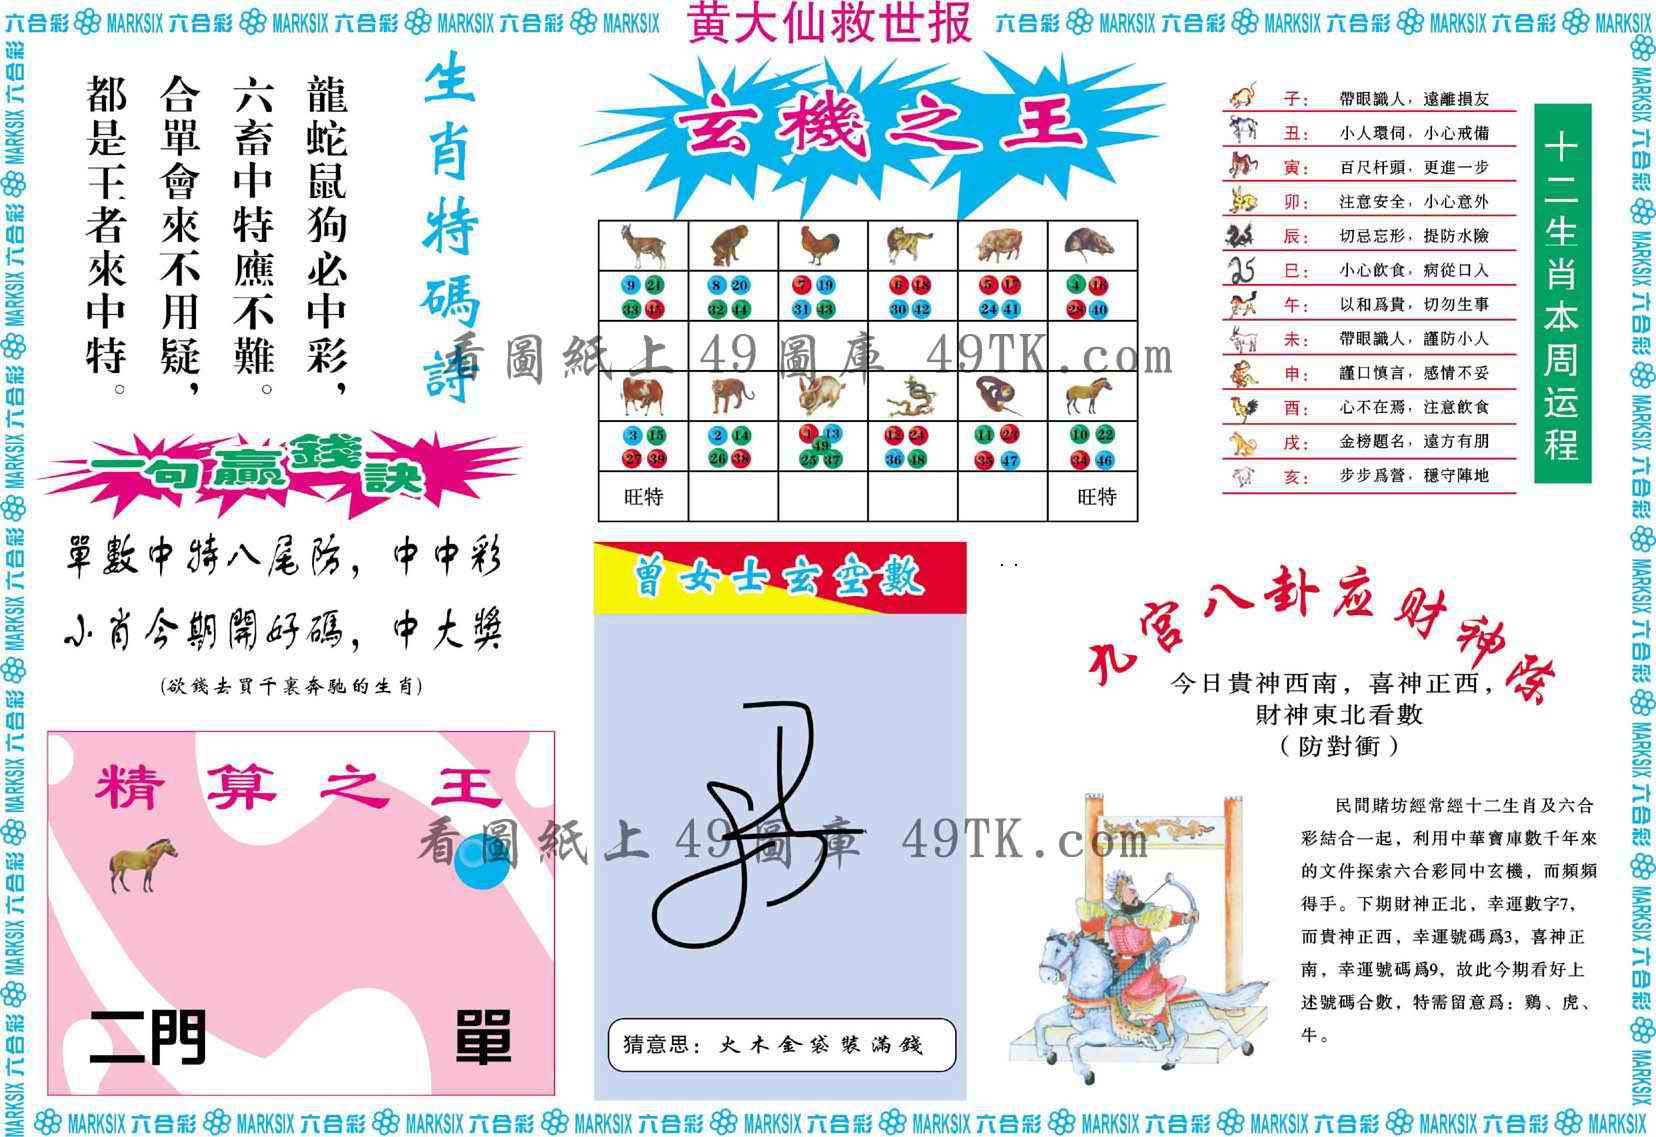 六合彩 MARKSIX 六合彩 MARKSIX 六合彩 MARKSIX 六合彩 MARKSIX
黄大仙救世报
六合彩 MARKSIX 六合彩 MARKSIX 六合彩 MARKSIX 六合彩 MARKSIX
生肖特碼詩
龍蛇鼠狗必中彩，
六畜中特應不難。
合單會來不用疑，
都是王者來中特。
一句贏錢訣
單數中特八尾防，中中彩
小肖今期開好碼，中大獎
(欲錢去買千裏奔馳的生肖)
精算之王
二門
單
玄機之王
9 21 8 20 7 19 6 18 5 17 4 16
33 45 32 44 31 43 30 42 24 41 28 40
看圖紙上49圖庫 49TK.com
3 15 2 14 1 13 12 24 11 23 10 22
49
27 39 26 38 25 37 36 48 35 47 34 46
旺特 旺特
曾女士玄空數
看圖紙上49圖庫 49TK.com
猜意思：火木金袋裝滿錢
十二生肖本周运程
子：帶眼識人，遠離損友
丑：小人環伺，小心戒備
寅：百尺杆頭，更進一步
卯：注意安全，小心意外
辰：切忌忘形，提防水險
巳：小心飲食，病從口入
午：以和爲貴，切勿生事
未：帶眼識人，謹防小人
申：謹口慎言，感情不妥
酉：心不在焉，注意飲食
戌：金榜題名，遠方有朋
亥：步步爲營，穩守陣地
九宫八卦应财神际
今日貴神西南，喜神正西，
財神東北看數
（防對衝）
民間賭坊經常經十二生肖及六合
彩結合一起，利用中華寶庫數千年來
的文件探索六合彩同中玄機，而頻頻
得手。下期財神正北，幸運數字7，
而貴神正西，幸運號碼爲3，喜神正
南，幸運號碼爲9，故此今期看好上
述號碼合數，特需留意爲：鷄、虎、
牛。
MARKSIX 六合彩 MARKSIX 六合彩 MARKSIX 六合彩 MARKSIX 六合彩 MARKSIX 六合彩 MARKSIX 六合彩 MARKSIX 六合彩 MARKSIX 六合彩 MARKSIX 六合彩 MARKSIX